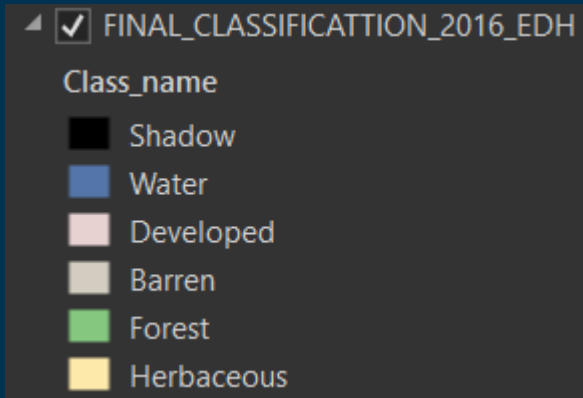 FINAL_CLASSIFICATTION_2016_EDH
Class_name
Shadow
Water
Developed
Barren
Forest
Herbaceous